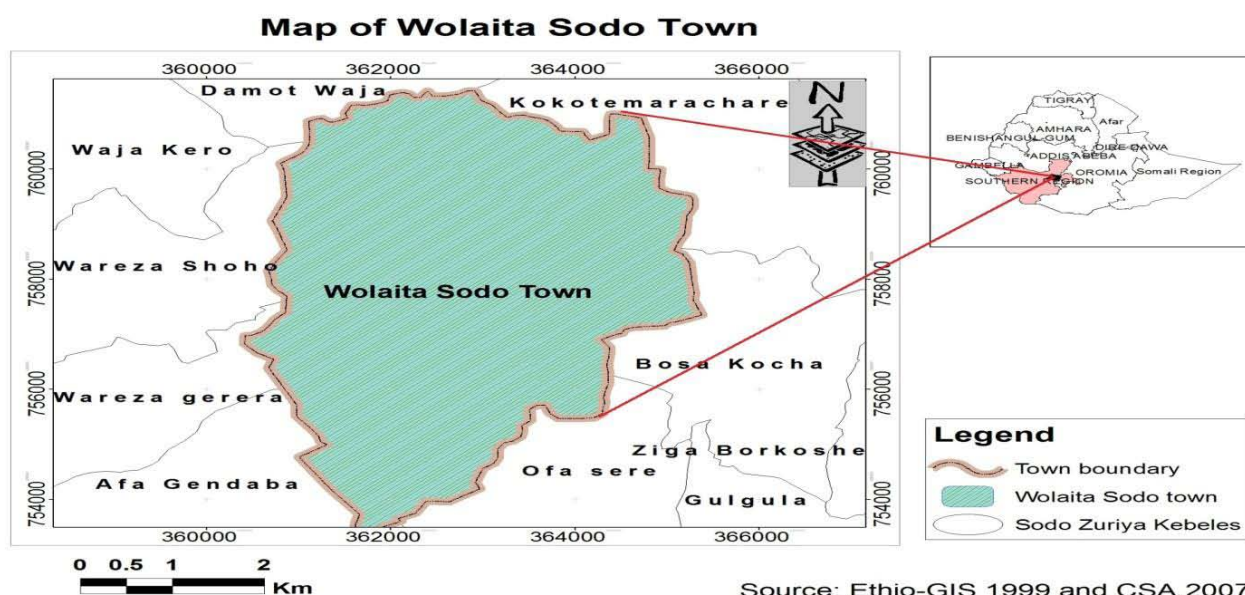 Map of Wolaita Sodo Town
360000 362000 364000 366000
Damot Waja
Kokotemarachare
N
Waja Kero
760000
760000
Wareza Shoho
758000
758000
Wolaita Sodo Town
Bosa Kocha
756000
756000
Wareza gerera
Ziga Borkoshe
Ofa sere
Afa Gendaba
Gulgula
754000
754000
360000 362000 364000 366000
0 0.5 1 2
Km
TIGRAY
Afar
AMHARA
BENISHANGUL GUM
DIRE DAWA
ADDIS ABEBA
GAMBELLA
OROMIA
Somali Region
SOUTHERN REGION
Legend
Town boundary
Wolaita Sodo town
Sodo Zuriya Kebeles
Source: Ethio-GIS 1999 and CSA 2007